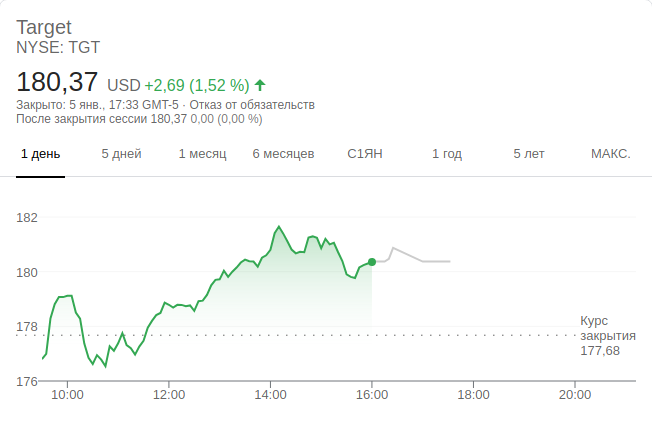 Target
NYSE: TGT
180,37 USD +2,69 (1,52 %)
Закрыто: 5 янв., 17:33 GMT-5 · Отказ от обязательств
После закрытия сессии 180,37 0,00 (0,00 %)
1 день 5 дней 1 месяц 6 месяцев С1ЯН 1 год 5 лет МАКС.
182
180
178
Курс
закрытия
177,68
176
10:00 12:00 14:00 16:00 18:00 20:00